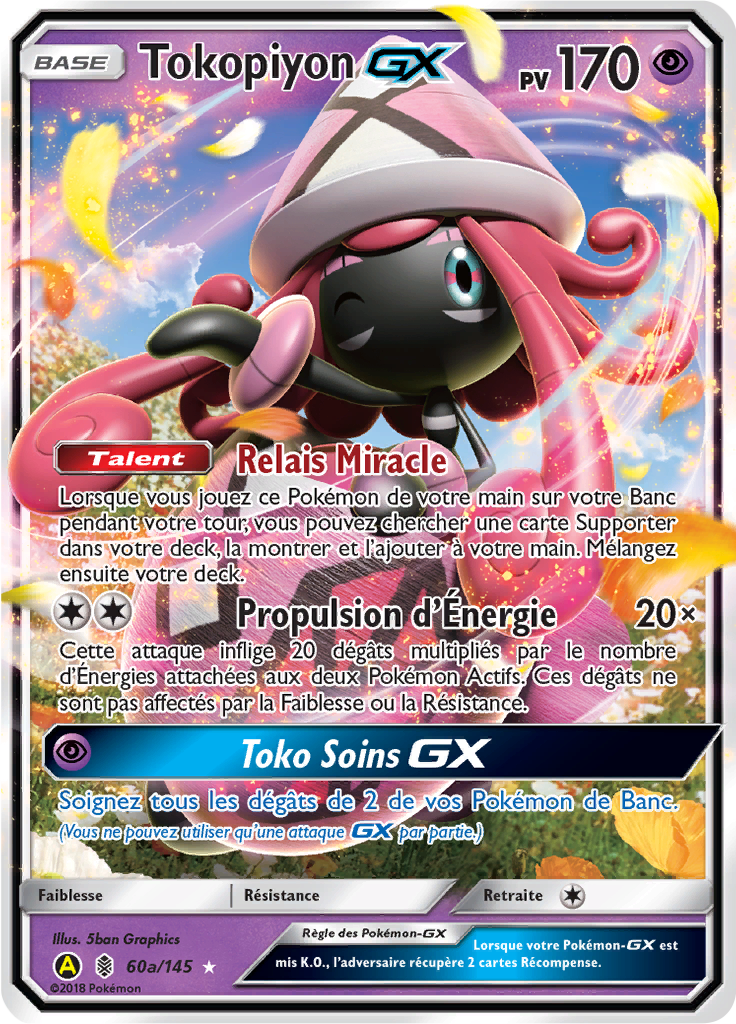 BASE Tokopiyon GX PV 170
Talent Relais Miracle
Lorsque vous jouez ce Pokémon de votre main sur votre Banc
pendant votre tour, vous pouvez chercher une carte Supporter
dans votre deck, la montrer et l'ajouter à votre main. Mélangez
ensuite votre deck.
Propulsion d'Énergie 20×
Cette attaque inflige 20 dégâts multipliés par le nombre
d'Énergies attachées aux deux Pokémon Actifs. Ces dégâts ne
sont pas affectés par la Faiblesse ou la Résistance.
Toko Soins GX
Soignez tous les dégâts de 2 de vos Pokémon de Banc.
(Vous ne pouvez utiliser qu'une attaque GX par partie.)
Faiblesse Résistance Retraite
Illus. 5ban Graphics
A 60a/145
©2018 Pokémon
Règle des Pokémon-GX
Lorsque votre Pokémon-GX est
mis K.O., l'adversaire récupère 2 cartes Récompense.